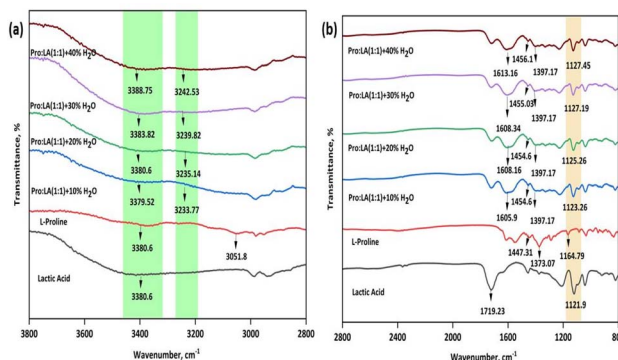 (a)
Pro:LA(1:1)+40% H2O
3388.75
3242.53
Pro:LA(1:1)+30% H2O
3383.82
3239.82
Pro:LA(1:1)+20% H2O
3380.6
3235.14
Pro:LA(1:1)+10% H2O
3379.52
3233.77
L-Proline
3380.6
3051.8
Lactic Acid
3380.6
Transmittance, %
3800 3600 3400 3200 3000 2800
Wavenumber, cm-1
(b)
Pro:LA(1:1)+40% H2O
1613.16
1456.1
1397.17
1127.45
Pro:LA(1:1)+30% H2O
1608.34
1455.03
1397.17
1127.19
Pro:LA(1:1)+20% H2O
1608.16
1454.6
1397.17
1125.26
Pro:LA(1:1)+10% H2O
1605.9
1454.6
1397.17
1123.26
L-Proline
1447.31
1373.07
1164.79
Lactic Acid
1719.23
1121.9
Transmittance, %
2800 2400 2000 1600 1200 800
Wavenumber, cm-1